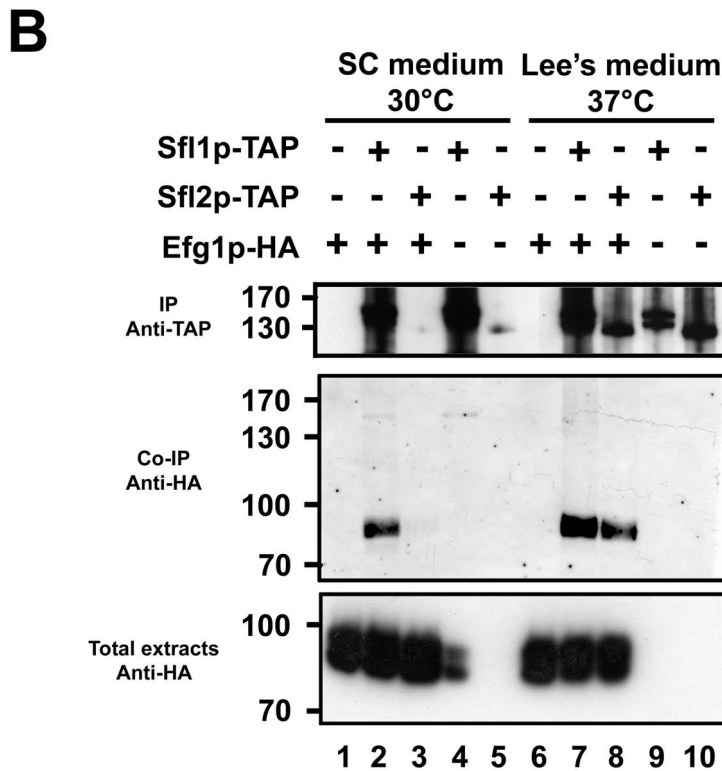 B
SC medium Lee's medium
30°C 37°C
Sfl1p-TAP - + - + - - + - + -
Sfl2p-TAP - - + - + - - + - +
Efg1p-HA + + + - - + + + - -
IP
Anti-TAP
170
130
Co-IP
Anti-HA
170
130
100
70
Total extracts
Anti-HA
100
70
1 2 3 4 5 6 7 8 9 10